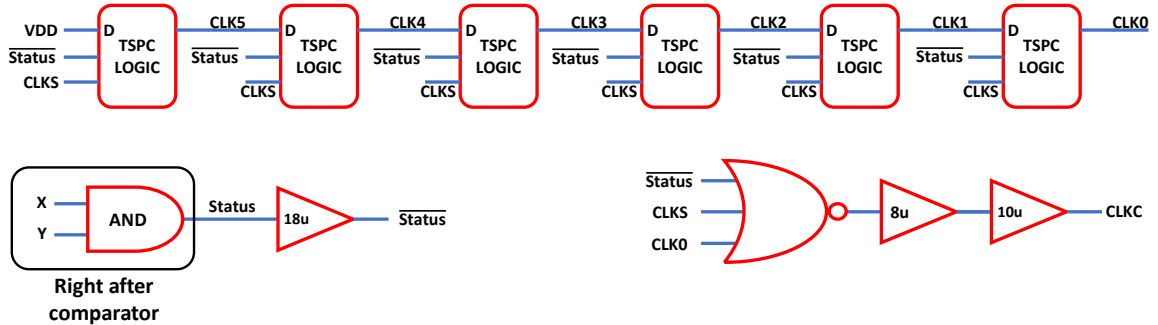 CLK5 CLK4 CLK3 CLK2 CLK1 CLK0
VDD D TSPC LOGIC
Status
CLKS
D TSPC LOGIC
Status
CLKS
D TSPC LOGIC
Status
CLKS
D TSPC LOGIC
Status
CLKS
D TSPC LOGIC
Status
CLKS
D TSPC LOGIC
Status
CLKS
X
Y
AND
Status
18u
Status
Right after
comparator
Status
CLKS
CLK0
8u
10u
CLKC